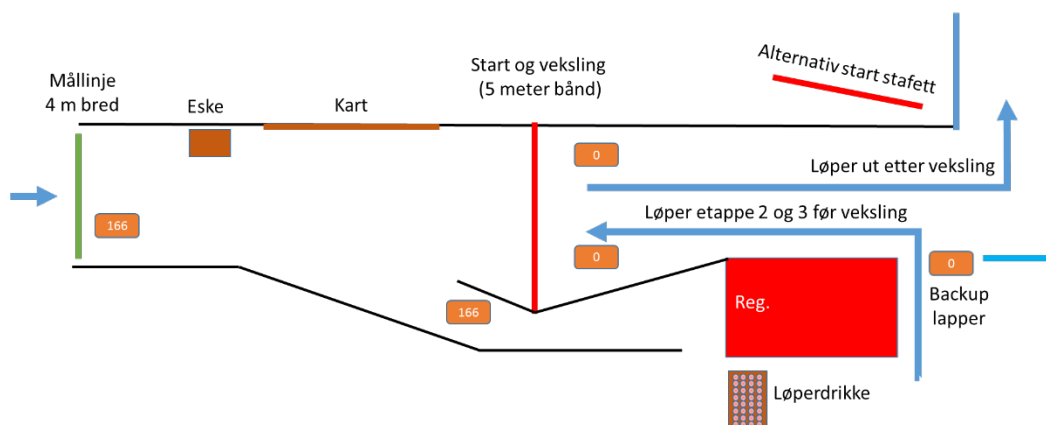 Mållinje
4 m bred
Eske
Kart
Start og veksling
(5 meter bånd)
Alternativ start stafett
0
Løper ut etter veksling
166
Løper etappe 2 og 3 før veksling
0
0
Backup
lapper
166
Reg.
Løperdrikke